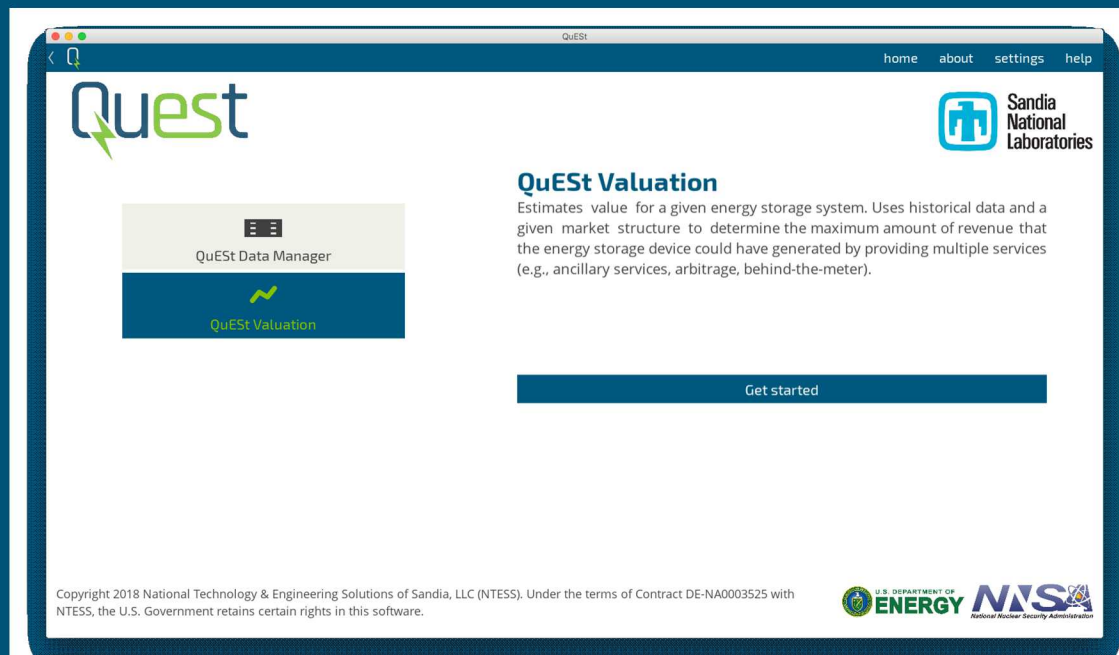 QuESt
home about settings help
Quest
Sandia
National
Laboratories
QuESt Valuation
Estimates value for a given energy storage system. Uses historical data and a
given market structure to determine the maximum amount of revenue that
the energy storage device could have generated by providing multiple services
(e.g., ancillary services, arbitrage, behind-the-meter).
QuESt Data Manager
QuESt Valuation
Get started
Copyright 2018 National Technology & Engineering Solutions of Sandia, LLC (NTESS). Under the terms of Contract DE-NA0003525 with
NTESS, the U.S. Government retains certain rights in this software.
U.S. DEPARTMENT OF
ENERGY
NNSA
National Nuclear Security Administration